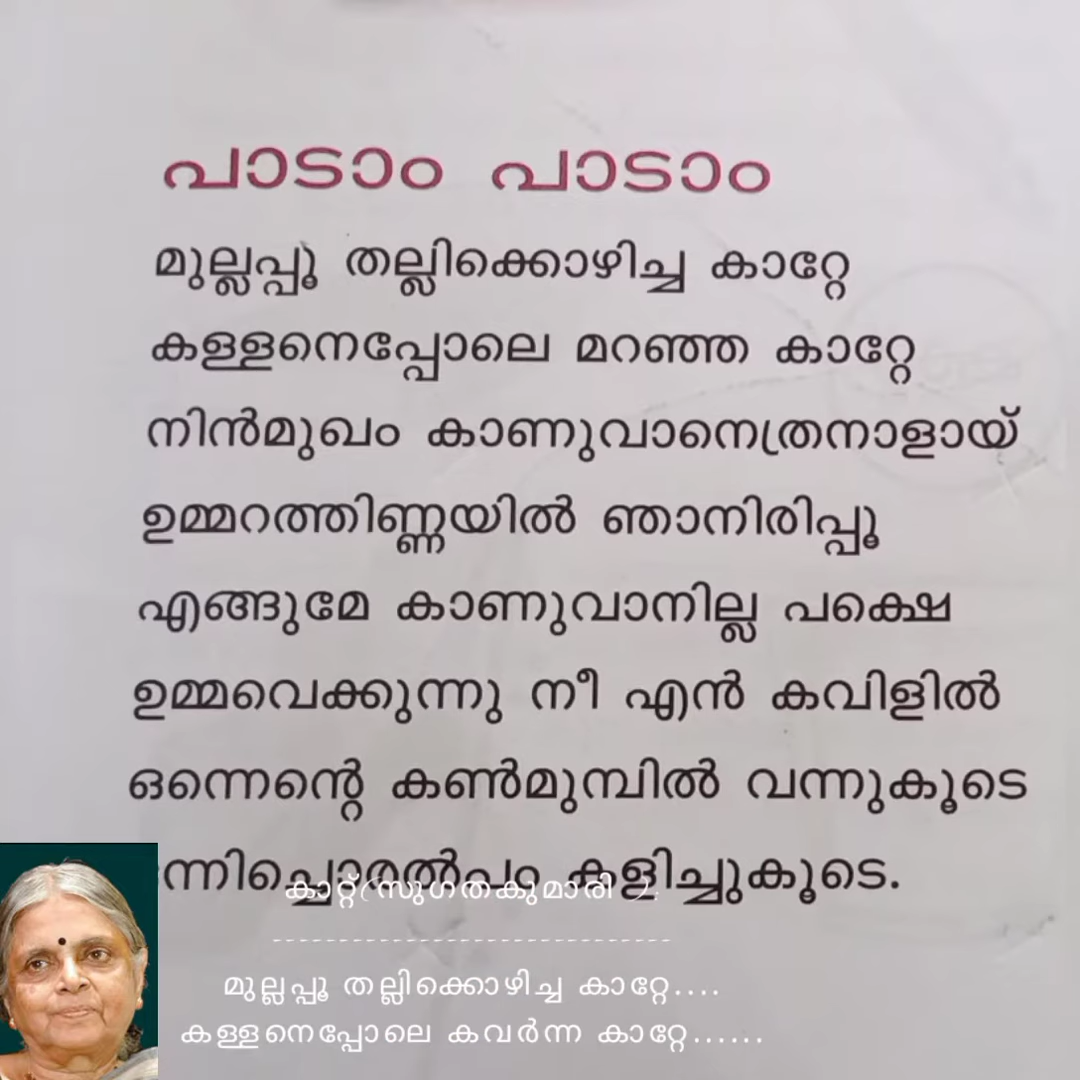 പാടാം പാടാം
മുല്ലപ്പൂ തല്ലിക്കൊഴിച്ച കാറ്റേ
കള്ളനെപ്പോലെ മറഞ്ഞ കാറ്റേ
നിൻമുഖം കാണുവാനെത്രനാളായ്
ഉമ്മറത്തിണ്ണയിൽ ഞാനിരിപ്പൂ
എങ്ങുമേ കാണുവാനില്ല പക്ഷെ
ഉമ്മവെക്കുന്നു നീ എൻ കവിളിൽ
ഒന്നെന്റെ കൺമുമ്പിൽ വന്നുകൂടെ
കളിച്ചുകൂടെ.
കാറ്റ് (സുഗതകുമാരി ).
------------------------------
മുല്ലപ്പൂ തല്ലിക്കൊഴിച്ച കാറ്റേ....
കള്ളനെപ്പോലെ കവർന്ന കാറ്റേ......